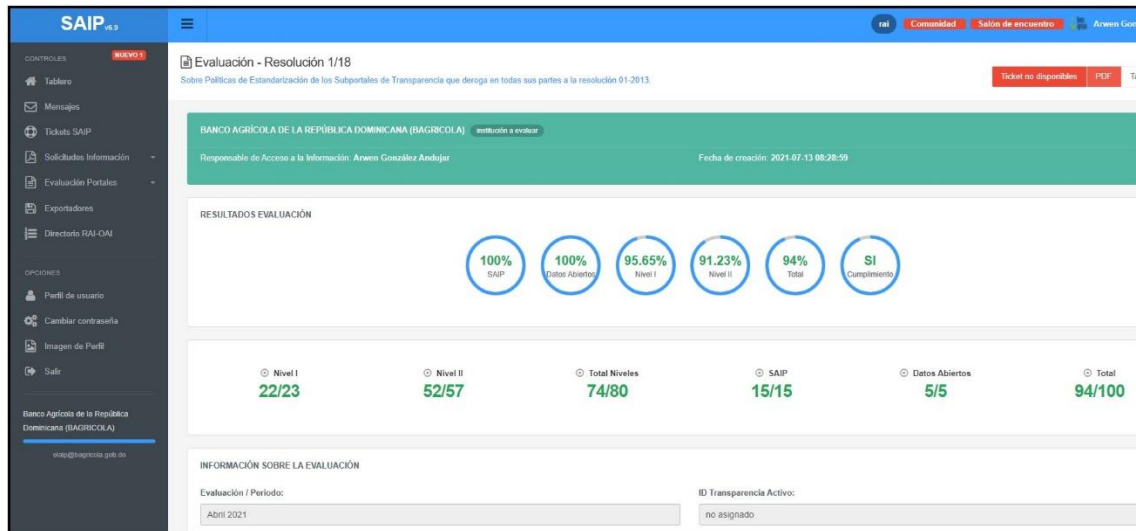 SAIP v6.9
rai Comunidad Salón de encuentro Arwen Gon
CONTROLES NUEVO 1
Tablero
Mensajes
Tickets SAIP
Solicitudes Información
Evaluación Portales
Exportadores
Directorio RAI-OAI
OPCIONES
Perfil de usuario
Cambiar contraseña
Imagen de Perfil
Salir
Banco Agrícola de la República
Dominicana (BAGRICOLA)
Evaluación - Resolución 1/18
Sobre Políticas de Estandarización de los Subportales de Transparencia que deroga en todas sus partes a la resolución 01-2013.
Ticket no disponibles PDF Ta
BANCO AGRÍCOLA DE LA REPÚBLICA DOMINICANA (BAGRICOLA) institución a evaluar
Responsable de Acceso a la Información: Arwen González Andujar Fecha de creación: 2021-07-13 08:28:59
RESULTADOS EVALUACIÓN
100% 100% 95.65% 91.23% 94% SI
SAIP Datos Abiertos Nivel I Nivel II Total Cumplimiento
Nivel I Nivel II Total Niveles SAIP Datos Abiertos Total
22/23 52/57 74/80 15/15 5/5 94/100
INFORMACIÓN SOBRE LA EVALUACIÓN
Evaluación / Periodo: ID Transparencia Activo:
Abril 2021 no asignado